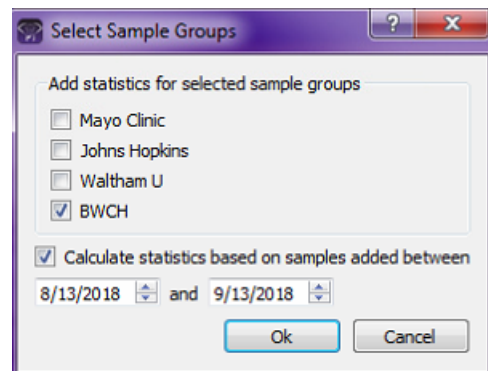 Select Sample Groups
?
X
Add statistics for selected sample groups
Mayo Clinic
Johns Hopkins
Waltham U
BWCH
Calculate statistics based on samples added between
8/13/2018 and 9/13/2018
Ok Cancel